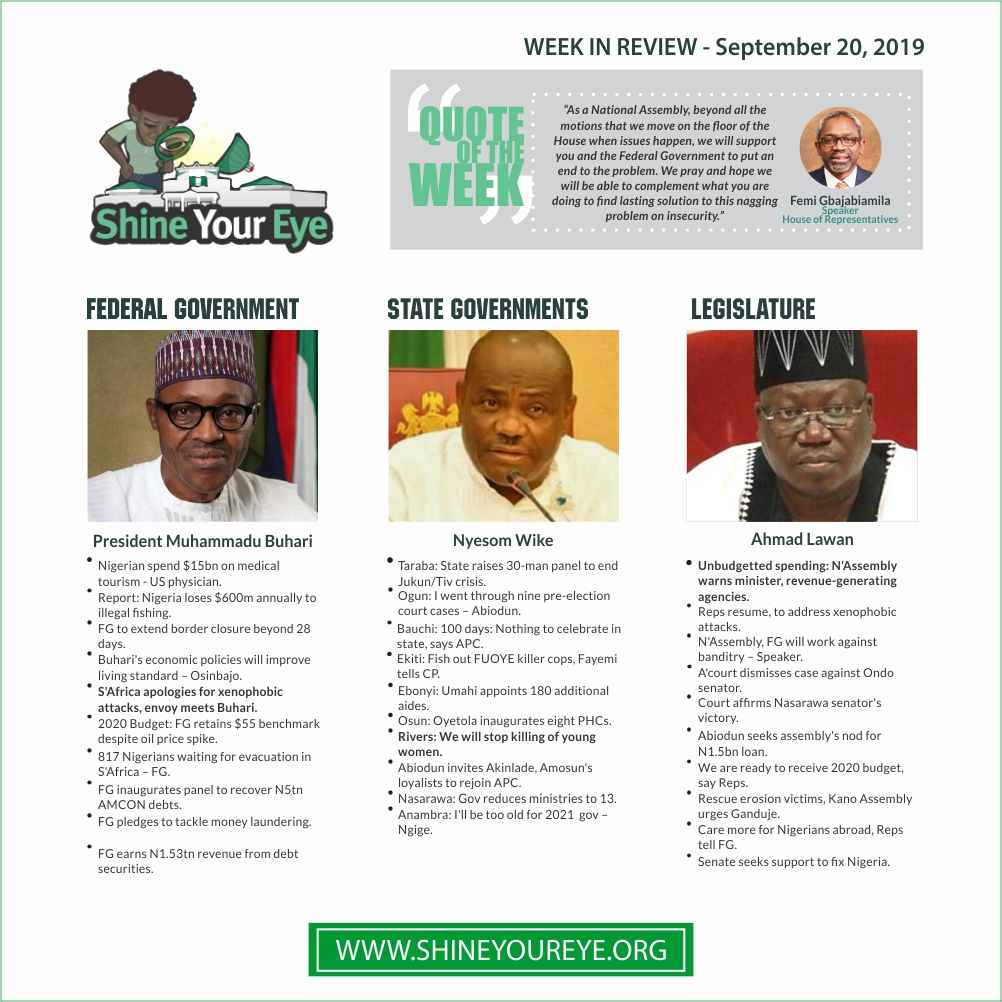 WEEK IN REVIEW - September 20, 2019
Shine Your Eye
QUOTE
OF THE
WEEK
“As a National Assembly, beyond all the
motions that we move on the floor of the
House when issues happen, we will support
you and the Federal Government to put an
end to the problem. We pray and hope we
will be able to complement what you are
doing to find lasting solution to this nagging
problem on insecurity.”
Femi Gbajabiamila
Speaker
House of Representatives
FEDERAL GOVERNMENT
President Muhammadu Buhari
• Nigerian spend $15bn on medical
tourism - US physician.
• Report: Nigeria loses $600m annually to
illegal fishing.
• FG to extend border closure beyond 28
days.
• Buhari's economic policies will improve
living standard – Osinbajo.
• S'Africa apologies for xenophobic
attacks, envoy meets Buhari.
• 2020 Budget: FG retains $55 benchmark
despite oil price spike.
• 817 Nigerians waiting for evacuation in
S'Africa – FG.
• FG inaugurates panel to recover N5tn
AMCON debts.
• FG pledges to tackle money laundering.
• FG earns N1.53tn revenue from debt
securities.
STATE GOVERNMENTS
Nyesom Wike
• Taraba: State raises 30-man panel to end
Jukun/Tiv crisis.
• Ogun: I went through nine pre-election
court cases – Abiodun.
• Bauchi: 100 days: Nothing to celebrate in
state, says APC.
• Ekiti: Fish out FUOYE killer cops, Fayemi
tells CP.
• Ebonyi: Umahi appoints 180 additional
aides.
• Osun: Oyetola inaugurates eight PHCs.
• Rivers: We will stop killing of young
women.
• Abiodun invites Akinlade, Amosun's
loyalists to rejoin APC.
• Nasarawa: Gov reduces ministries to 13.
• Anambra: I'll be too old for 2021 gov –
Ngige.
LEGISLATURE
Ahmad Lawan
• Unbudgetted spending: N'Assembly
warns minister, revenue-generating
agencies.
• Reps resume, to address xenophobic
attacks.
• N'Assembly, FG will work against
banditry – Speaker.
• A'court dismisses case against Ondo
senator.
• Court affirms Nasarawa senator's
victory.
• Abiodun seeks assembly's nod for
N1.5bn loan.
• We are ready to receive 2020 budget,
say Reps.
• Rescue erosion victims, Kano Assembly
urges Ganduje.
• Care more for Nigerians abroad, Reps
tell FG.
• Senate seeks support to fix Nigeria.
WWW.SHINEYOUREYE.ORG